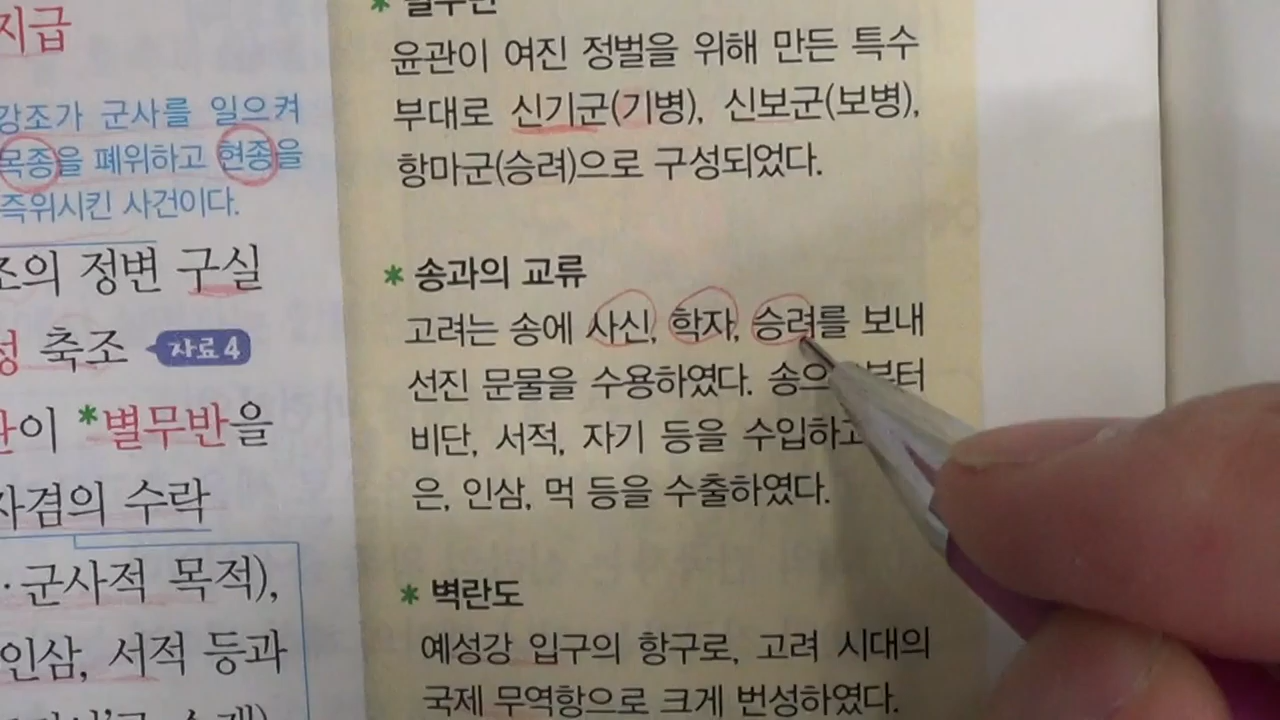 지급
강조가 군사를 일으켜
목종을 폐위하고 현종을
즉위시킨 사건이다.
조의 정변 구실
성 축조 자료 4
관이 *별무반을
자겸의 수락
·군사적 목적),
인삼, 서적 등과
* 별무반
윤관이 여진 정벌을 위해 만든 특수
부대로 신기군(기병), 신보군(보병),
항마군(승려)으로 구성되었다.
* 송과의 교류
고려는 송에 사신, 학자, 승려를 보내
선진 문물을 수용하였다.
비단, 서적, 자기 등을 수입하고
은, 인삼, 먹 등을 수출하였다.
* 벽란도
예성강 입구의 항구로, 고려 시대의
국제 무역항으로 크게 번성하였다.